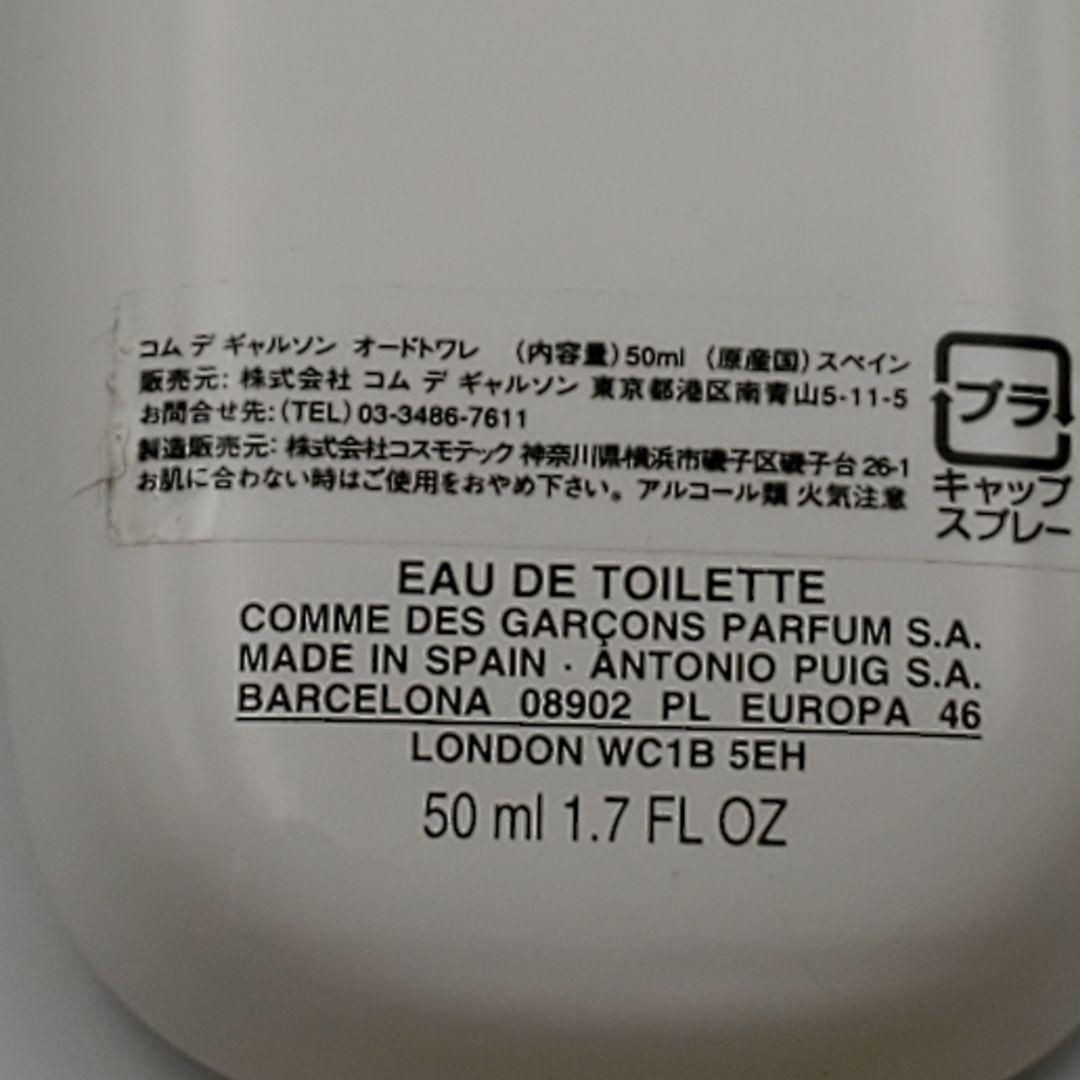 コム デ ギャルソン オードトワレ （内容量）50ml （原産国）スペイン
販売元：株式会社 コム デ ギャルソン 東京都港区南青山5-11-5
お問合せ先：（TEL）03-3486-7611
製造販売元：株式会社コスモテック 神奈川県横浜市磯子区磯子台26-1
お肌に合わない時はご使用をおやめ下さい。アルコール類 火気注意
プラ
キャップ
スプレー
EAU DE TOILETTE
COMME DES GARÇONS PARFUM S.A.
MADE IN SPAIN · ANTONIO PUIG S.A.
BARCELONA 08902 PL EUROPA 46
LONDON WC1B 5EH
50 ml 1.7 FL OZ